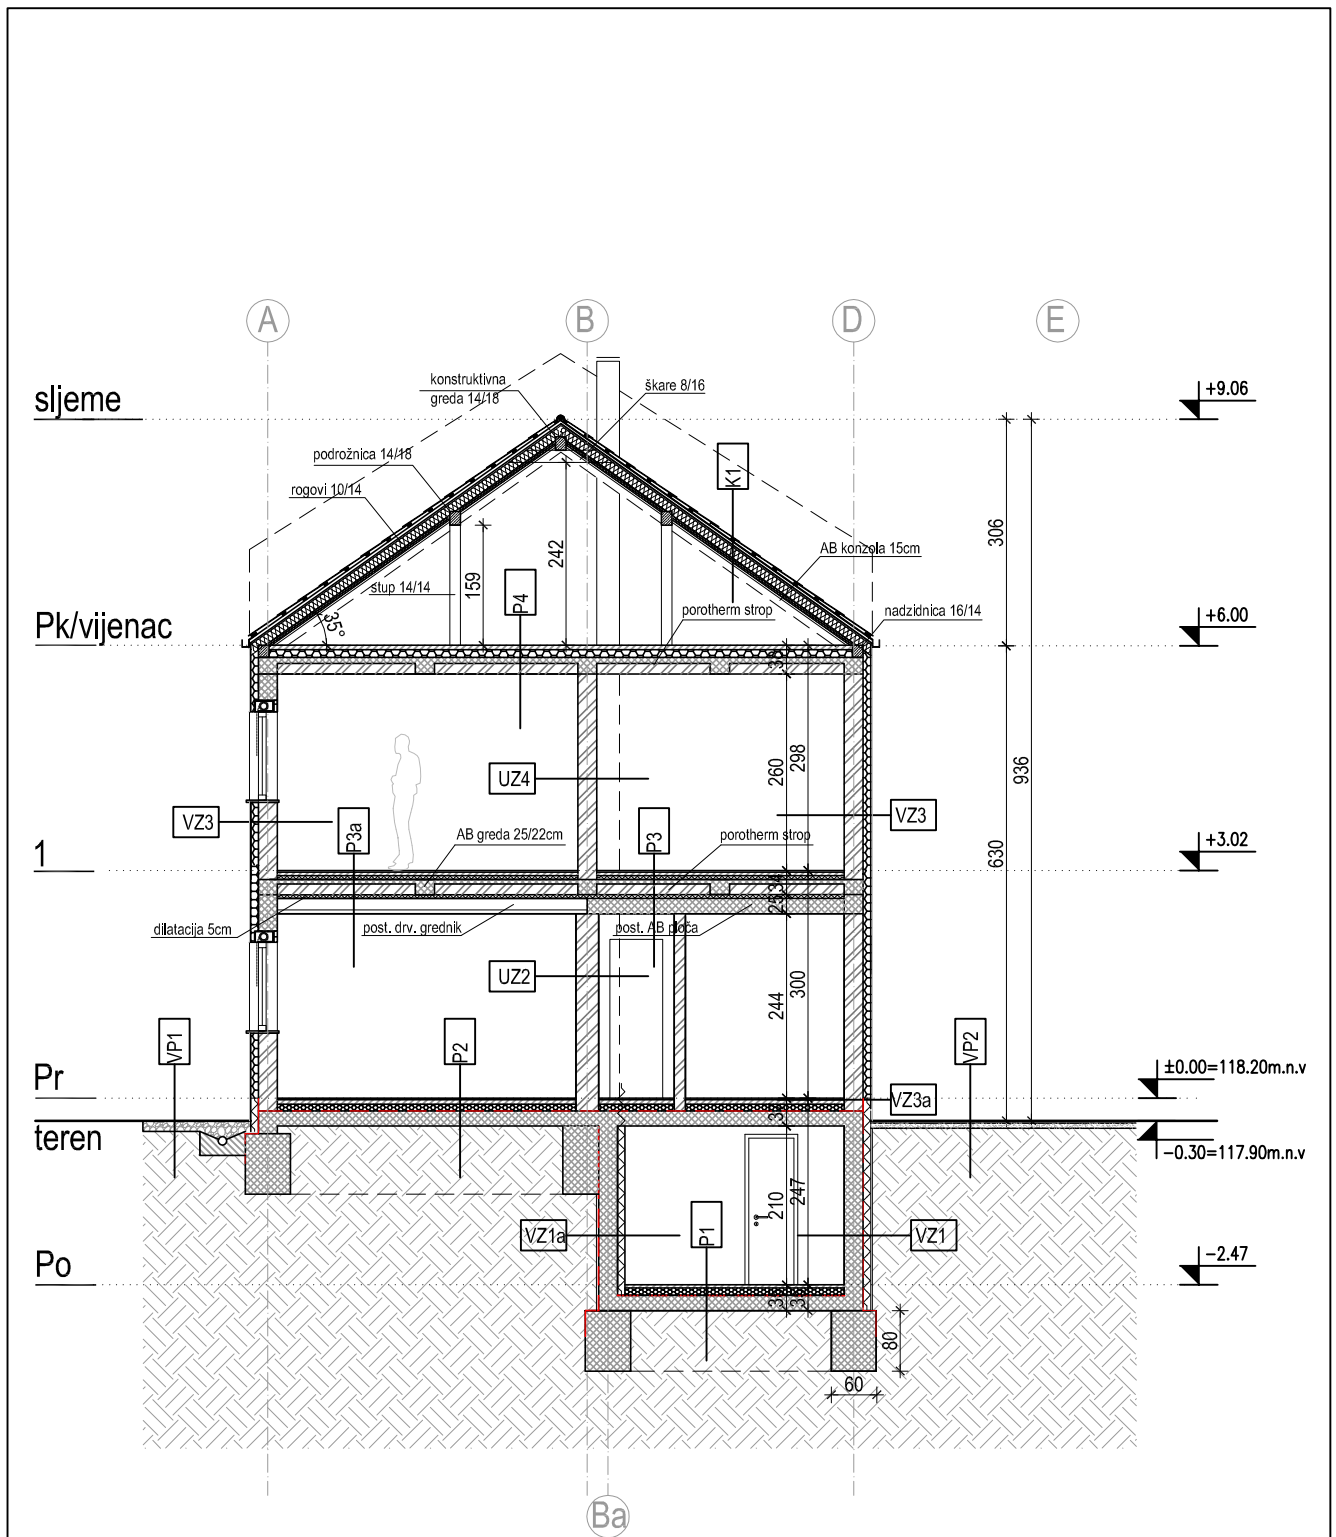 A
B
D
E
sljeme
konstruktivna
greda 14/18
škare 8/16
+9.06
podrožnica 14/18
rogovi 10/14
K1
306
AB konzola 15cm
242
159
stup 14/14
P4
porotherm strop
nadzidnica 16/14
35°
Pk/vijenac
+6.00
38
260
298
936
UZ4
VZ3
P3a
AB greda 25/22cm
P3
porotherm strop
VZ3
1
+3.02
630
34
25
dilatacija 5cm
post. drv. grednik
post. AB ploča
UZ2
244
300
VP1
P2
VP2
Pr
±0.00=118.20m.n.v
VZ3a
teren
-0.30=117.90m.n.v
210
247
VZ1a
P1
VZ1
Po
-2.47
80
60
Ba